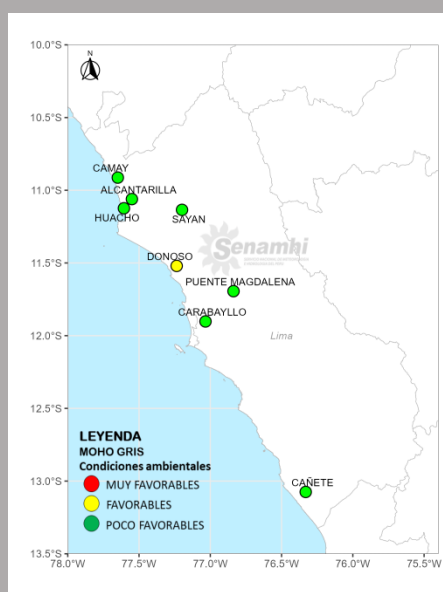 N
10.0°S
10.5°S
11.0°S
11.5°S
12.0°S
12.5°S
13.0°S
13.5°S
CAMAY
ALCANTARILLA
HUACHO
SAYAN
DONOSO
Senamhi
PUENTE MAGDALENA
CARABAYLLO
Lima
CAÑETE
LEYENDA
MOHO GRIS
Condiciones ambientales
MUY FAVORABLES
FAVORABLES
POCO FAVORABLES
78.0°W 77.5°W 77.0°W 76.5°W 76.0°W 75.5°W